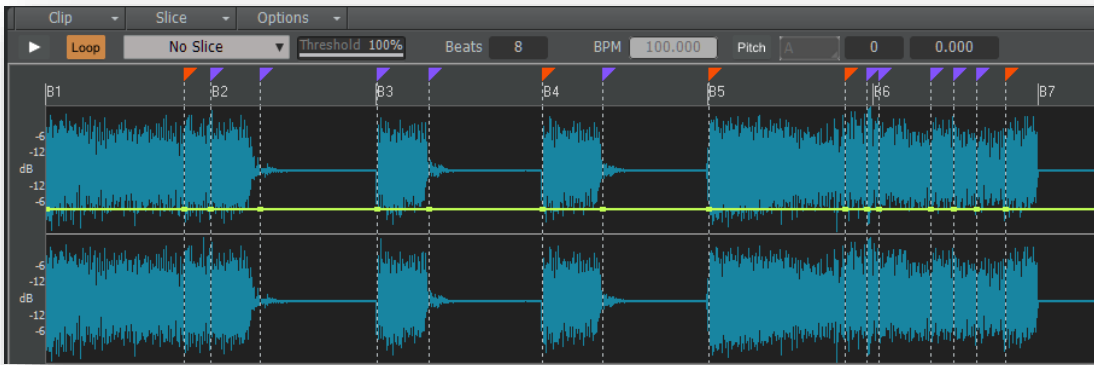 Clip Slice Options
Loop No Slice Threshold 100% Beats 8 BPM 100.000 Pitch A 0 0.000
B1 B2 B3 B4 B5 B6 B7
-6
-12
dB
-12
-6
-6
-12
dB
-12
-6